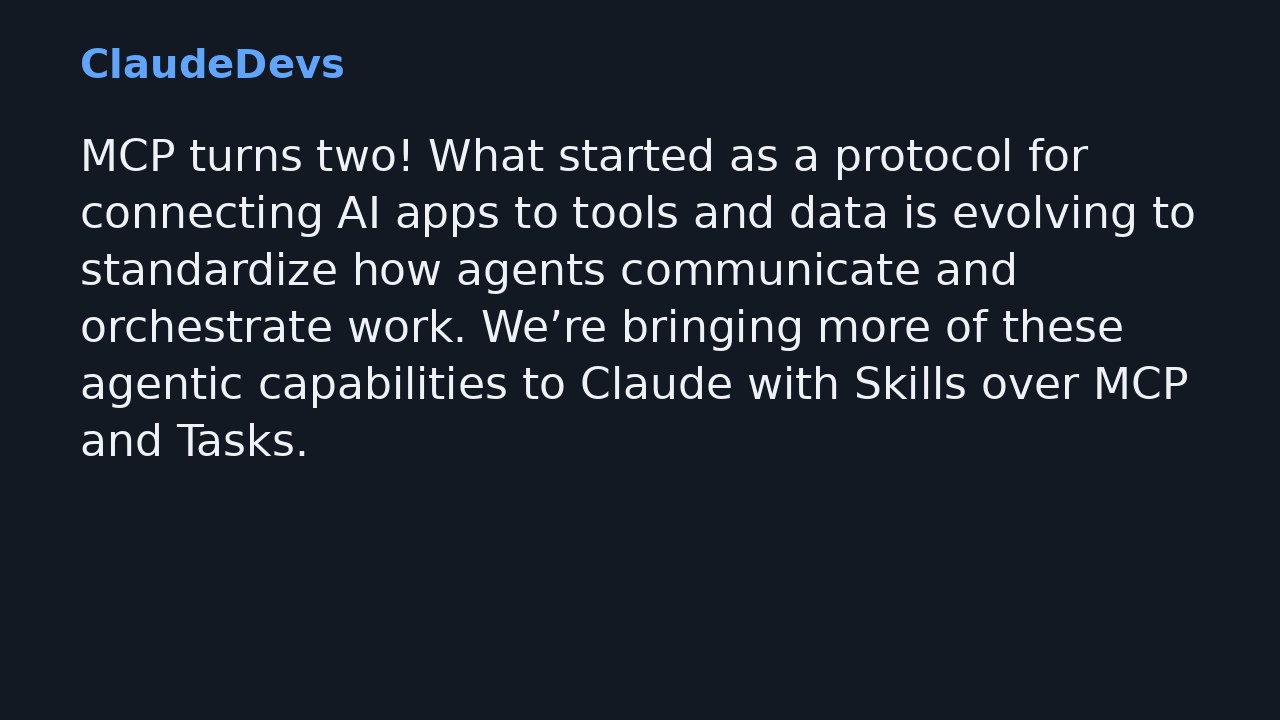 ClaudeDevs
MCP turns two! What started as a protocol for
connecting AI apps to tools and data is evolving to
standardize how agents communicate and
orchestrate work. We’re bringing more of these
agentic capabilities to Claude with Skills over MCP
and Tasks.